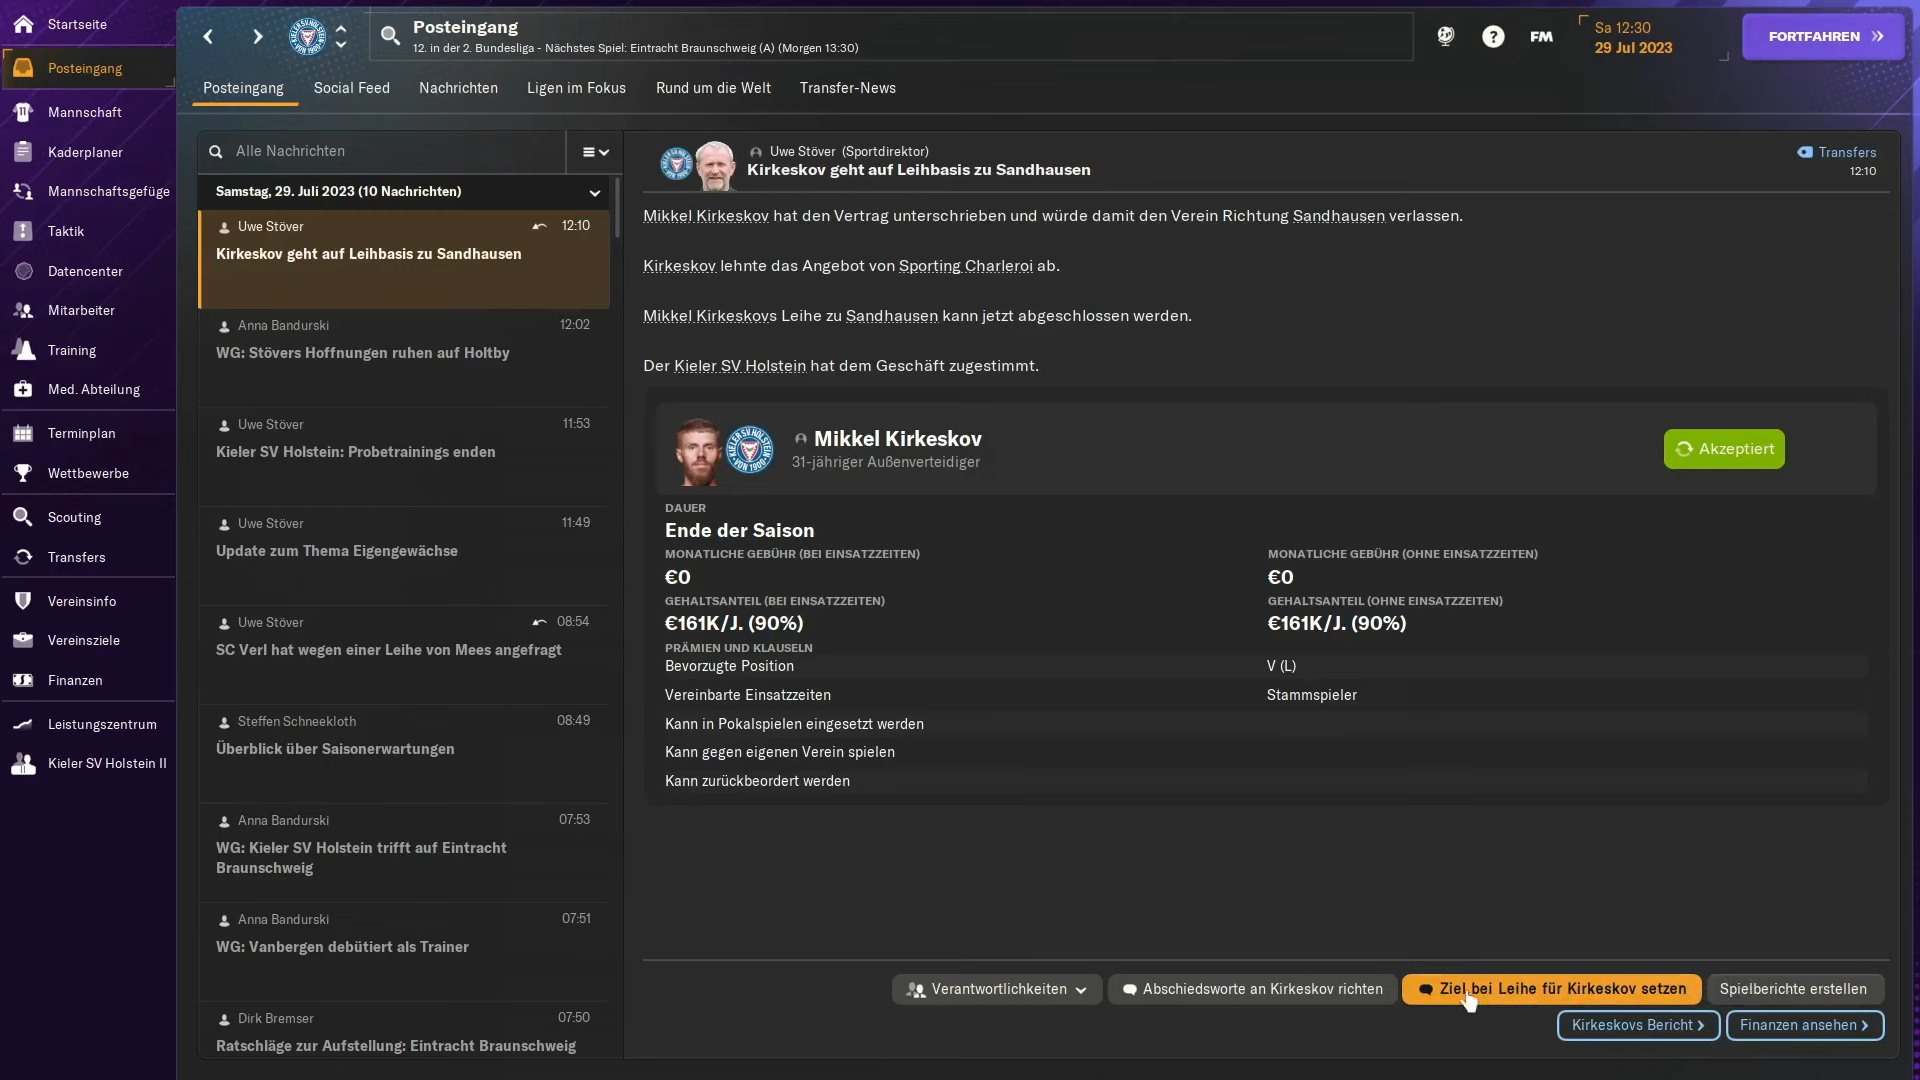 Startseite
Posteingang
Mannschaft
Kaderplaner
Mannschaftsgefüge
Taktik
Datencenter
Mitarbeiter
Training
Med. Abteilung
Terminplan
Wettbewerbe
Scouting
Transfers
Vereinsinfo
Vereinsziele
Finanzen
Leistungszentrum
Kieler SV Holstein II
Posteingang
12. in der 2. Bundesliga - Nächstes Spiel: Eintracht Braunschweig (A) (Morgen 13:30)
FM
Sa 12:30
29 Jul 2023
FORTFAHREN
Posteingang
Social Feed
Nachrichten
Ligen im Fokus
Rund um die Welt
Transfer-News
Alle Nachrichten
Samstag, 29. Juli 2023 (10 Nachrichten)
Uwe Stöver 12:10
Kirkeskov geht auf Leihbasis zu Sandhausen
Anna Bandurski 12:02
WG: Stövers Hoffnungen ruhen auf Holtby
Uwe Stöver 11:53
Kieler SV Holstein: Probetrainings enden
Uwe Stöver 11:49
Update zum Thema Eigengewächse
Uwe Stöver 08:54
SC Verl hat wegen einer Leihe von Mees angefragt
Steffen Schneekloth 08:49
Überblick über Saisonerwartungen
Anna Bandurski 07:53
WG: Kieler SV Holstein trifft auf Eintracht
Braunschweig
Anna Bandurski 07:51
WG: Vanbergen debütiert als Trainer
Dirk Bremser 07:50
Ratschläge zur Aufstellung: Eintracht Braunschweig
Uwe Stöver (Sportdirektor)
Kirkeskov geht auf Leihbasis zu Sandhausen
Transfers
12:10
Mikkel Kirkeskov hat den Vertrag unterschrieben und würde damit den Verein Richtung Sandhausen verlassen.
Kirkeskov lehnte das Angebot von Sporting Charleroi ab.
Mikkel Kirkeskovs Leihe zu Sandhausen kann jetzt abgeschlossen werden.
Der Kieler SV Holstein hat dem Geschäft zugestimmt.
Mikkel Kirkeskov
31-jähriger Außenverteidiger
Akzeptiert
DAUER
Ende der Saison
MONATLICHE GEBÜHR (BEI EINSATZZEITEN)
€0
MONATLICHE GEBÜHR (OHNE EINSATZZEITEN)
€0
GEHALTSANTEIL (BEI EINSATZZEITEN)
€161K/J. (90%)
GEHALTSANTEIL (OHNE EINSATZZEITEN)
€161K/J. (90%)
PRÄMIEN UND KLAUSELN
Bevorzugte Position V (L)
Vereinbarte Einsatzzeiten Stammspieler
Kann in Pokalspielen eingesetzt werden
Kann gegen eigenen Verein spielen
Kann zurückbeordert werden
Verantwortlichkeiten
Abschiedsworte an Kirkeskov richten
Ziel bei Leihe für Kirkeskov setzen
Spielberichte erstellen
Kirkeskovs Bericht
Finanzen ansehen